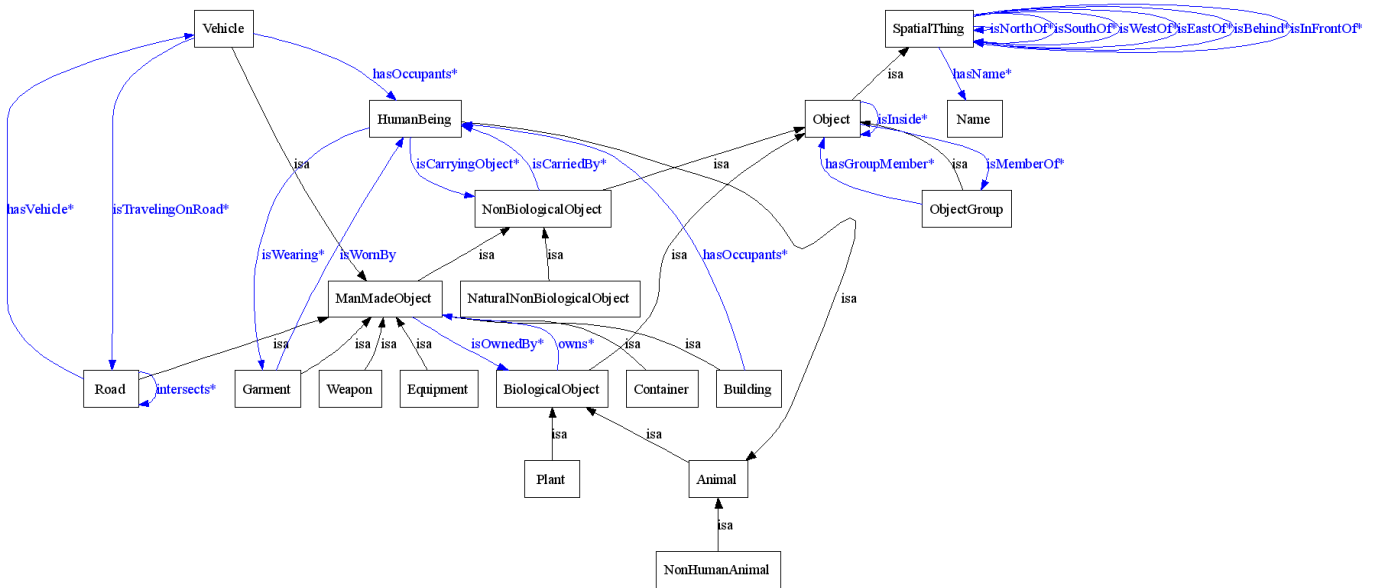 Vehicle
SpatialThing
isNorthOf*
isSouthOf*
isWestOf*
isEastOf*
isBehind*
isInFrontOf*
hasOccupants*
isa
hasName*
HumanBeing
Object
isInside*
Name
isa
isCarryingObject*
isCarriedBy*
isa
hasGroupMember*
isa
isMemberOf*
hasVehicle*
isTravelingOnRoad*
NonBiologicalObject
ObjectGroup
isWearing*
isWornBy
isa
isa
isa
hasOccupants*
ManMadeObject
NaturalNonBiologicalObject
isa
isa
isa
isa
isa
isOwnedBy*
owns*
isa
isa
Road
intersects*
Garment
Weapon
Equipment
BiologicalObject
Container
Building
isa
isa
Plant
Animal
isa
NonHumanAnimal